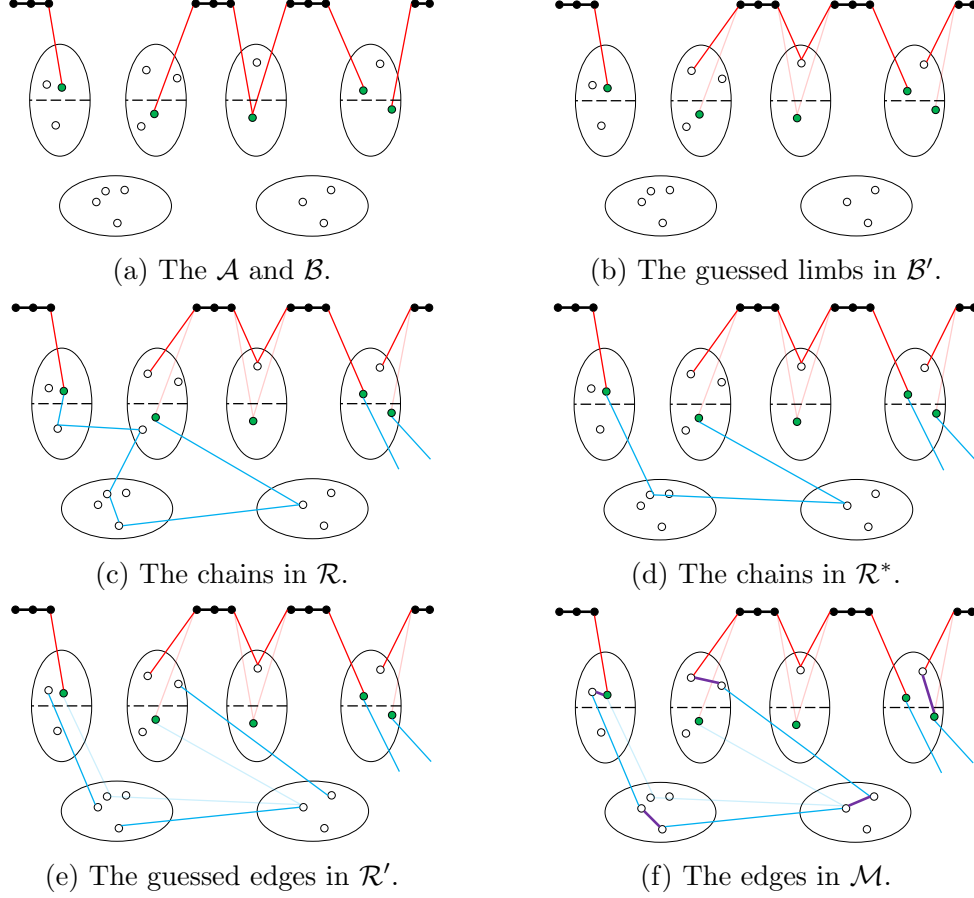 (a) The 𝒜 and ℬ.
(b) The guessed limbs in ℬ′.
(c) The chains in ℛ.
(d) The chains in ℛ*.
(e) The guessed edges in ℛ′.
(f) The edges in ℳ.